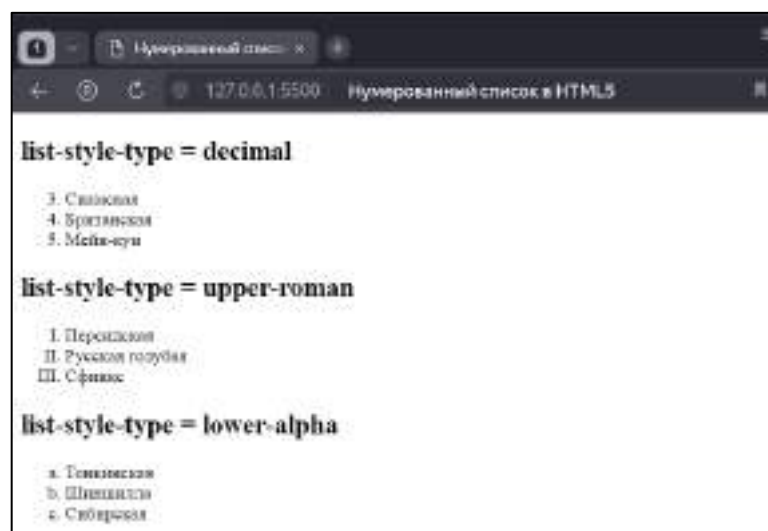 Нумерованный список
127.0.0.1:5500 Нумерованный список в HTML5
list-style-type = decimal
3. Сиамская
4. Британская
5. Мейн-кун
list-style-type = upper-roman
I. Персидская
II. Русская голубая
III. Сфинкс
list-style-type = lower-alpha
a. Тонкинская
b. Шиншилла
c. Сибирская